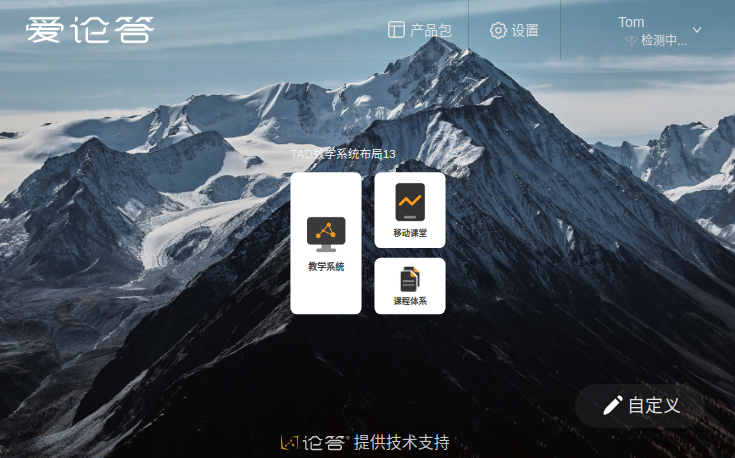 爱论答
产品包
设置
Tom
检测中...
TAD教学系统布局13
教学系统
移动课堂
课程体系
自定义
论答® 提供技术支持